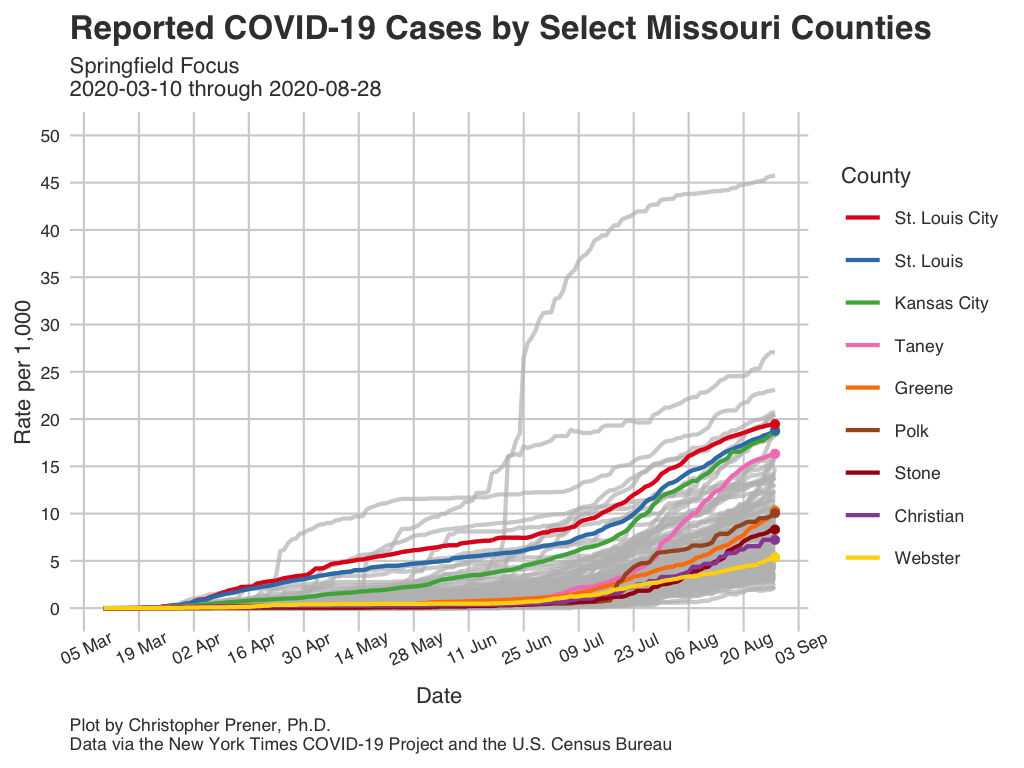 Reported COVID-19 Cases by Select Missouri Counties
Springfield Focus
2020-03-10 through 2020-08-28
Rate per 1,000
50
45
40
35
30
25
20
15
10
5
0
05 Mar
19 Mar
02 Apr
16 Apr
30 Apr
14 May
28 May
11 Jun
25 Jun
09 Jul
23 Jul
06 Aug
20 Aug
03 Sep
Date
County
St. Louis City
St. Louis
Kansas City
Taney
Greene
Polk
Stone
Christian
Webster
Plot by Christopher Prener, Ph.D.
Data via the New York Times COVID-19 Project and the U.S. Census Bureau